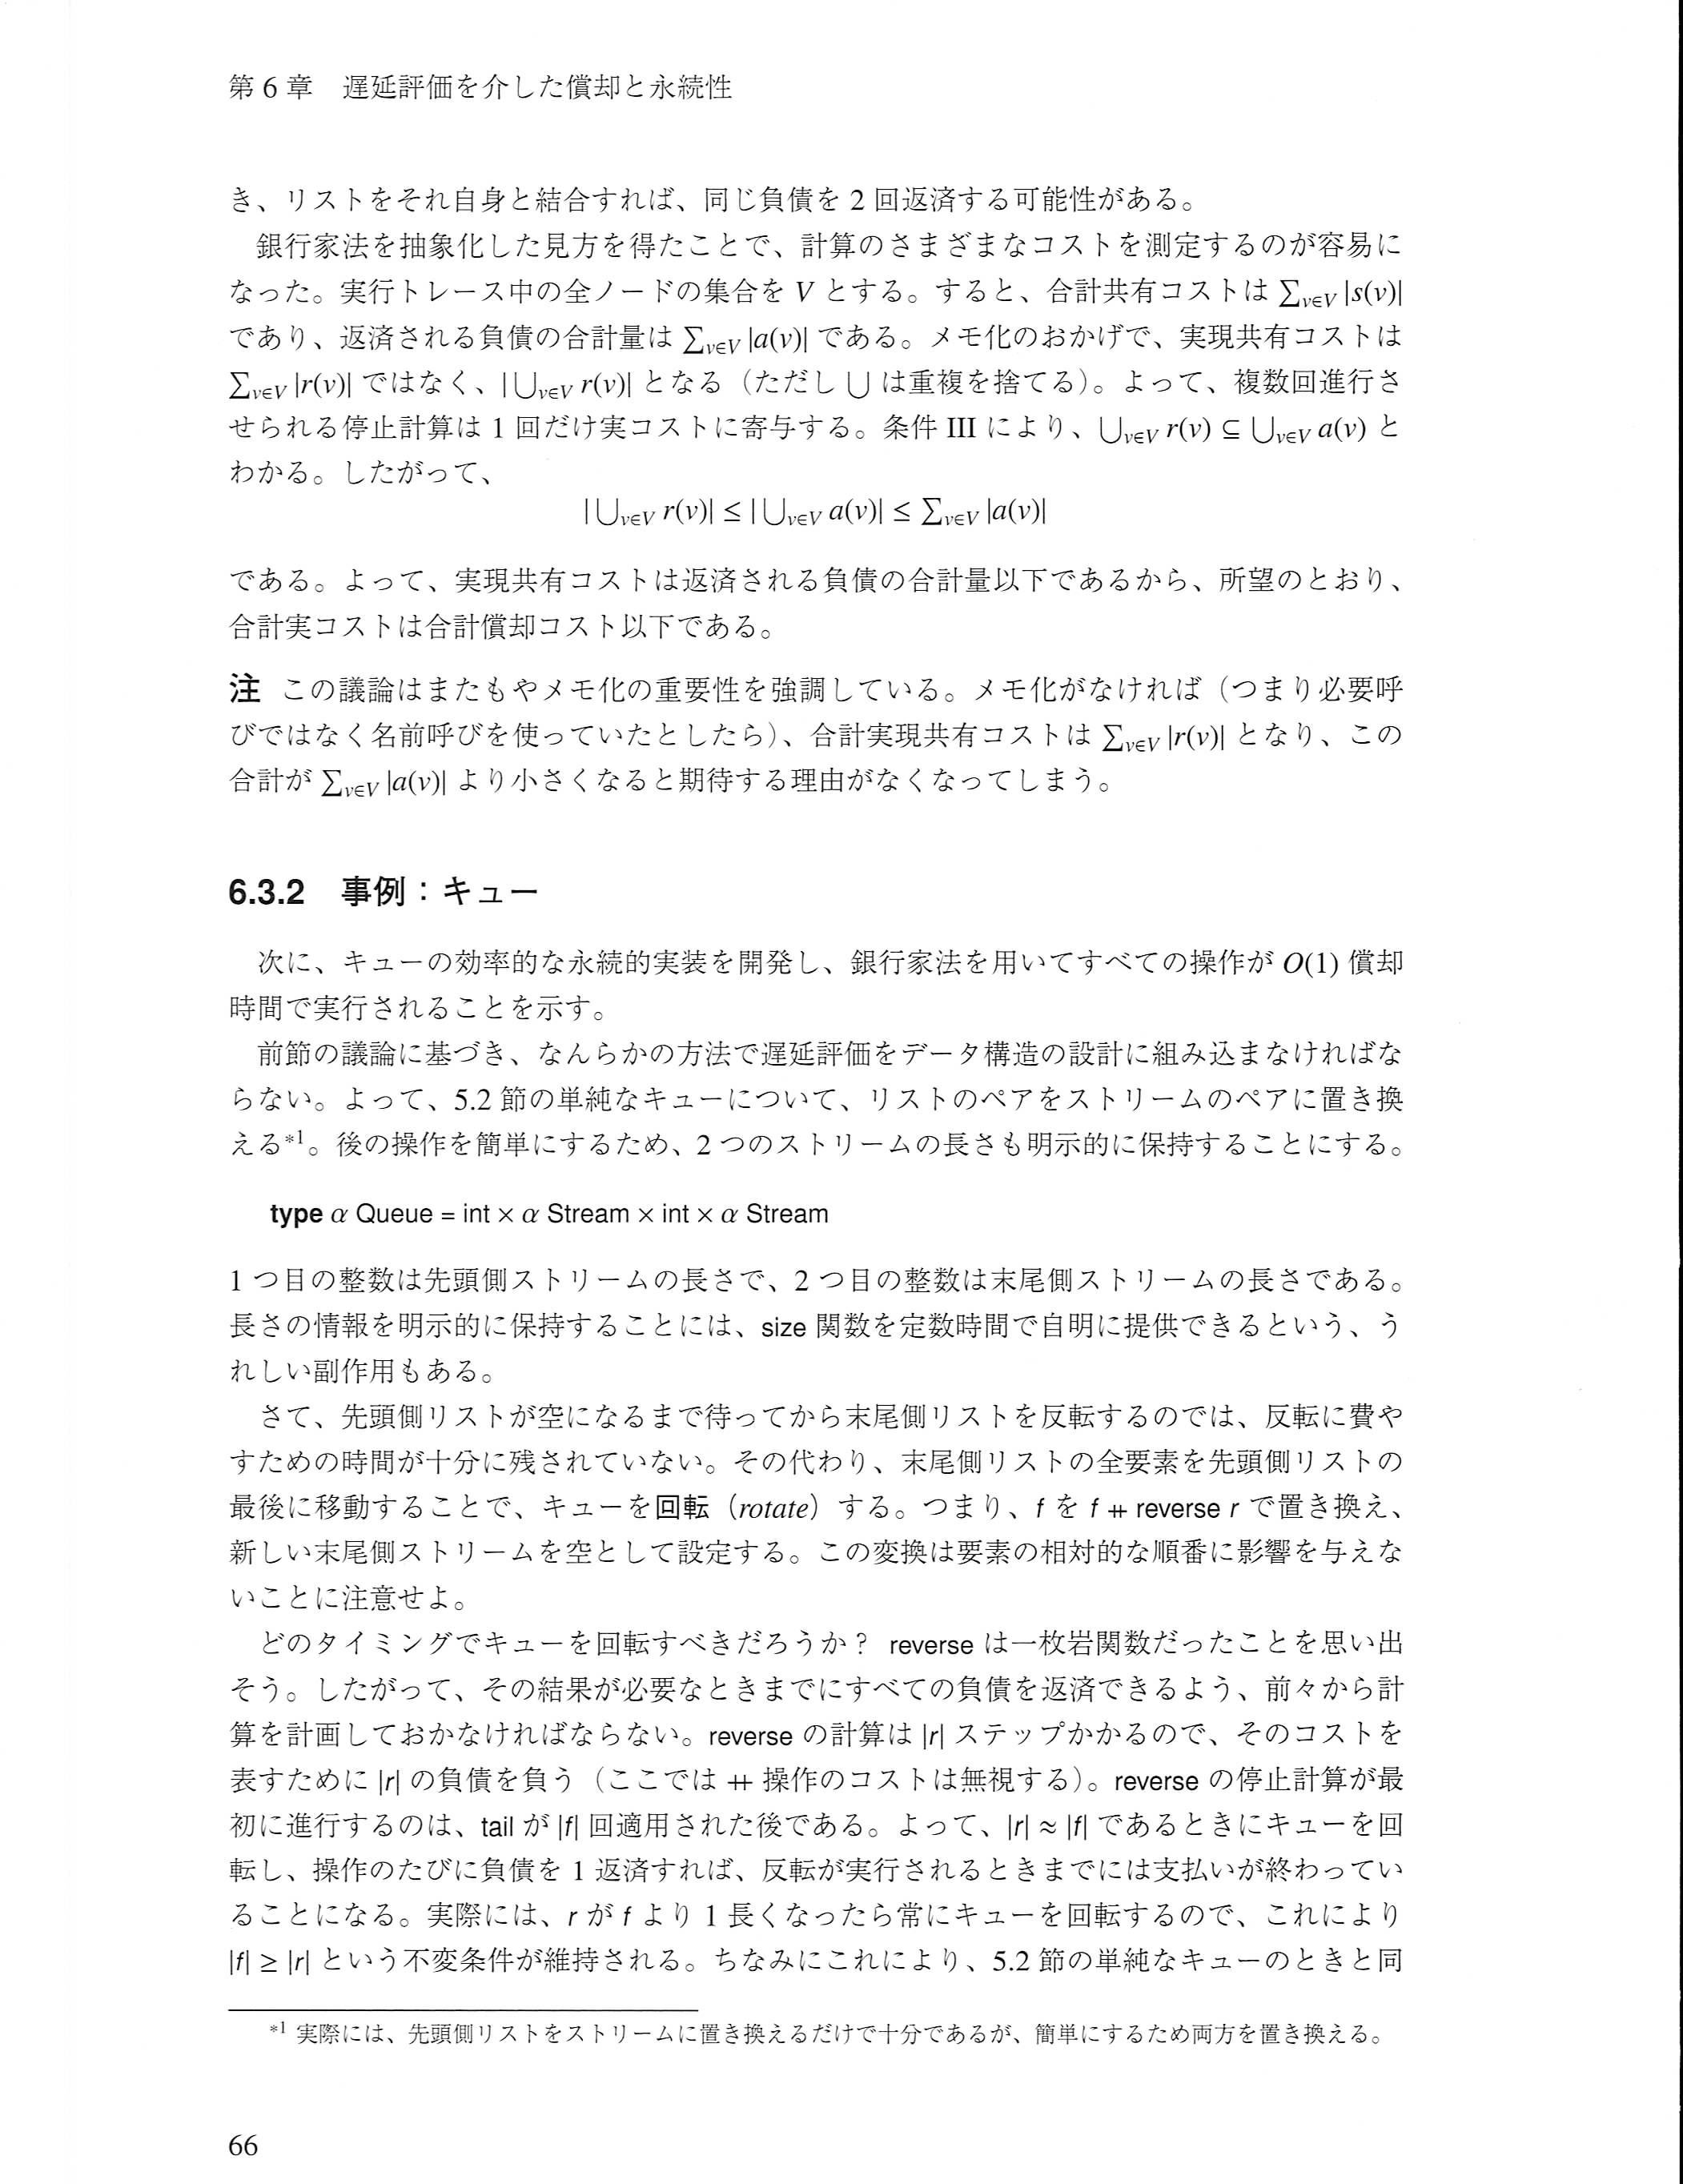 第 6 章　遅延評価を介した償却と永続性
き、リストをそれ自身と結合すれば、同じ負債を 2 回返済する可能性がある。
銀行家法を抽象化した見方を得たことで、計算のさまざまなコストを測定するのが容易に
なった。実行トレース中の全ノードの集合を V とする。すると、合計共有コストは ∑v∈V |s(v)|
であり、返済される負債の合計量は ∑v∈V |a(v)| である。メモ化のおかげで、実現共有コストは
∑v∈V |r(v)| ではなく、|⋃v∈V r(v)| となる（ただし ⋃ は重複を捨てる）。よって、複数回進行さ
せられる停止計算は 1 回だけ実コストに寄与する。条件 III により、⋃v∈V r(v) ⊆ ⋃v∈V a(v) と
わかる。したがって、
|⋃v∈V r(v)| ≤ |⋃v∈V a(v)| ≤ ∑v∈V |a(v)|
である。よって、実現共有コストは返済される負債の合計量以下であるから、所望のとおり、
合計実コストは合計償却コスト以下である。
注 この議論はまたもやメモ化の重要性を強調している。メモ化がなければ（つまり必要呼
びではなく名前呼びを使っていたとしたら）、合計実現共有コストは ∑v∈V |r(v)| となり、この
合計が ∑v∈V |a(v)| より小さくなると期待する理由がなくなってしまう。
6.3.2　事例：キュー
次に、キューの効率的な永続的実装を開発し、銀行家法を用いてすべての操作が O(1) 償却
時間で実行されることを示す。
前節の議論に基づき、なんらかの方法で遅延評価をデータ構造の設計に組み込まなければな
らない。よって、5.2 節の単純なキューについて、リストのペアをストリームのペアに置き換
える*1。後の操作を簡単にするため、2 つのストリームの長さも明示的に保持することにする。
type α Queue = int × α Stream × int × α Stream
1 つ目の整数は先頭側ストリームの長さで、2 つ目の整数は末尾側ストリームの長さである。
長さの情報を明示的に保持することには、size 関数を定数時間で自明に提供できるという、う
れしい副作用もある。
さて、先頭側リストが空になるまで待ってから末尾側リストを反転するのでは、反転に費や
すための時間が十分に残されていない。その代わり、末尾側リストの全要素を先頭側リストの
最後に移動することで、キューを回転（rotate）する。つまり、f を f ⧺ reverse r で置き換え、
新しい末尾側ストリームを空として設定する。この変換は要素の相対的な順番に影響を与えな
いことに注意せよ。
どのタイミングでキューを回転すべきだろうか？ reverse は一枚岩関数だったことを思い出
そう。したがって、その結果が必要なときまでにすべての負債を返済できるよう、前々から計
算を計画しておかなければならない。reverse の計算は |r| ステップかかるので、そのコストを
表すために |r| の負債を負う（ここでは ⧺ 操作のコストは無視する）。reverse の停止計算が最
初に進行するのは、tail が |f| 回適用された後である。よって、|r| ≈ |f| であるときにキューを回
転し、操作のたびに負債を 1 返済すれば、反転が実行されるときまでには支払いが終わってい
ることになる。実際には、r が f より 1 長くなったら常にキューを回転するので、これにより
|f| ≥ |r| という不変条件が維持される。ちなみにこれにより、5.2 節の単純なキューのときと同
*1 実際には、先頭側リストをストリームに置き換えるだけで十分であるが、簡単にするため両方を置き換える。
66